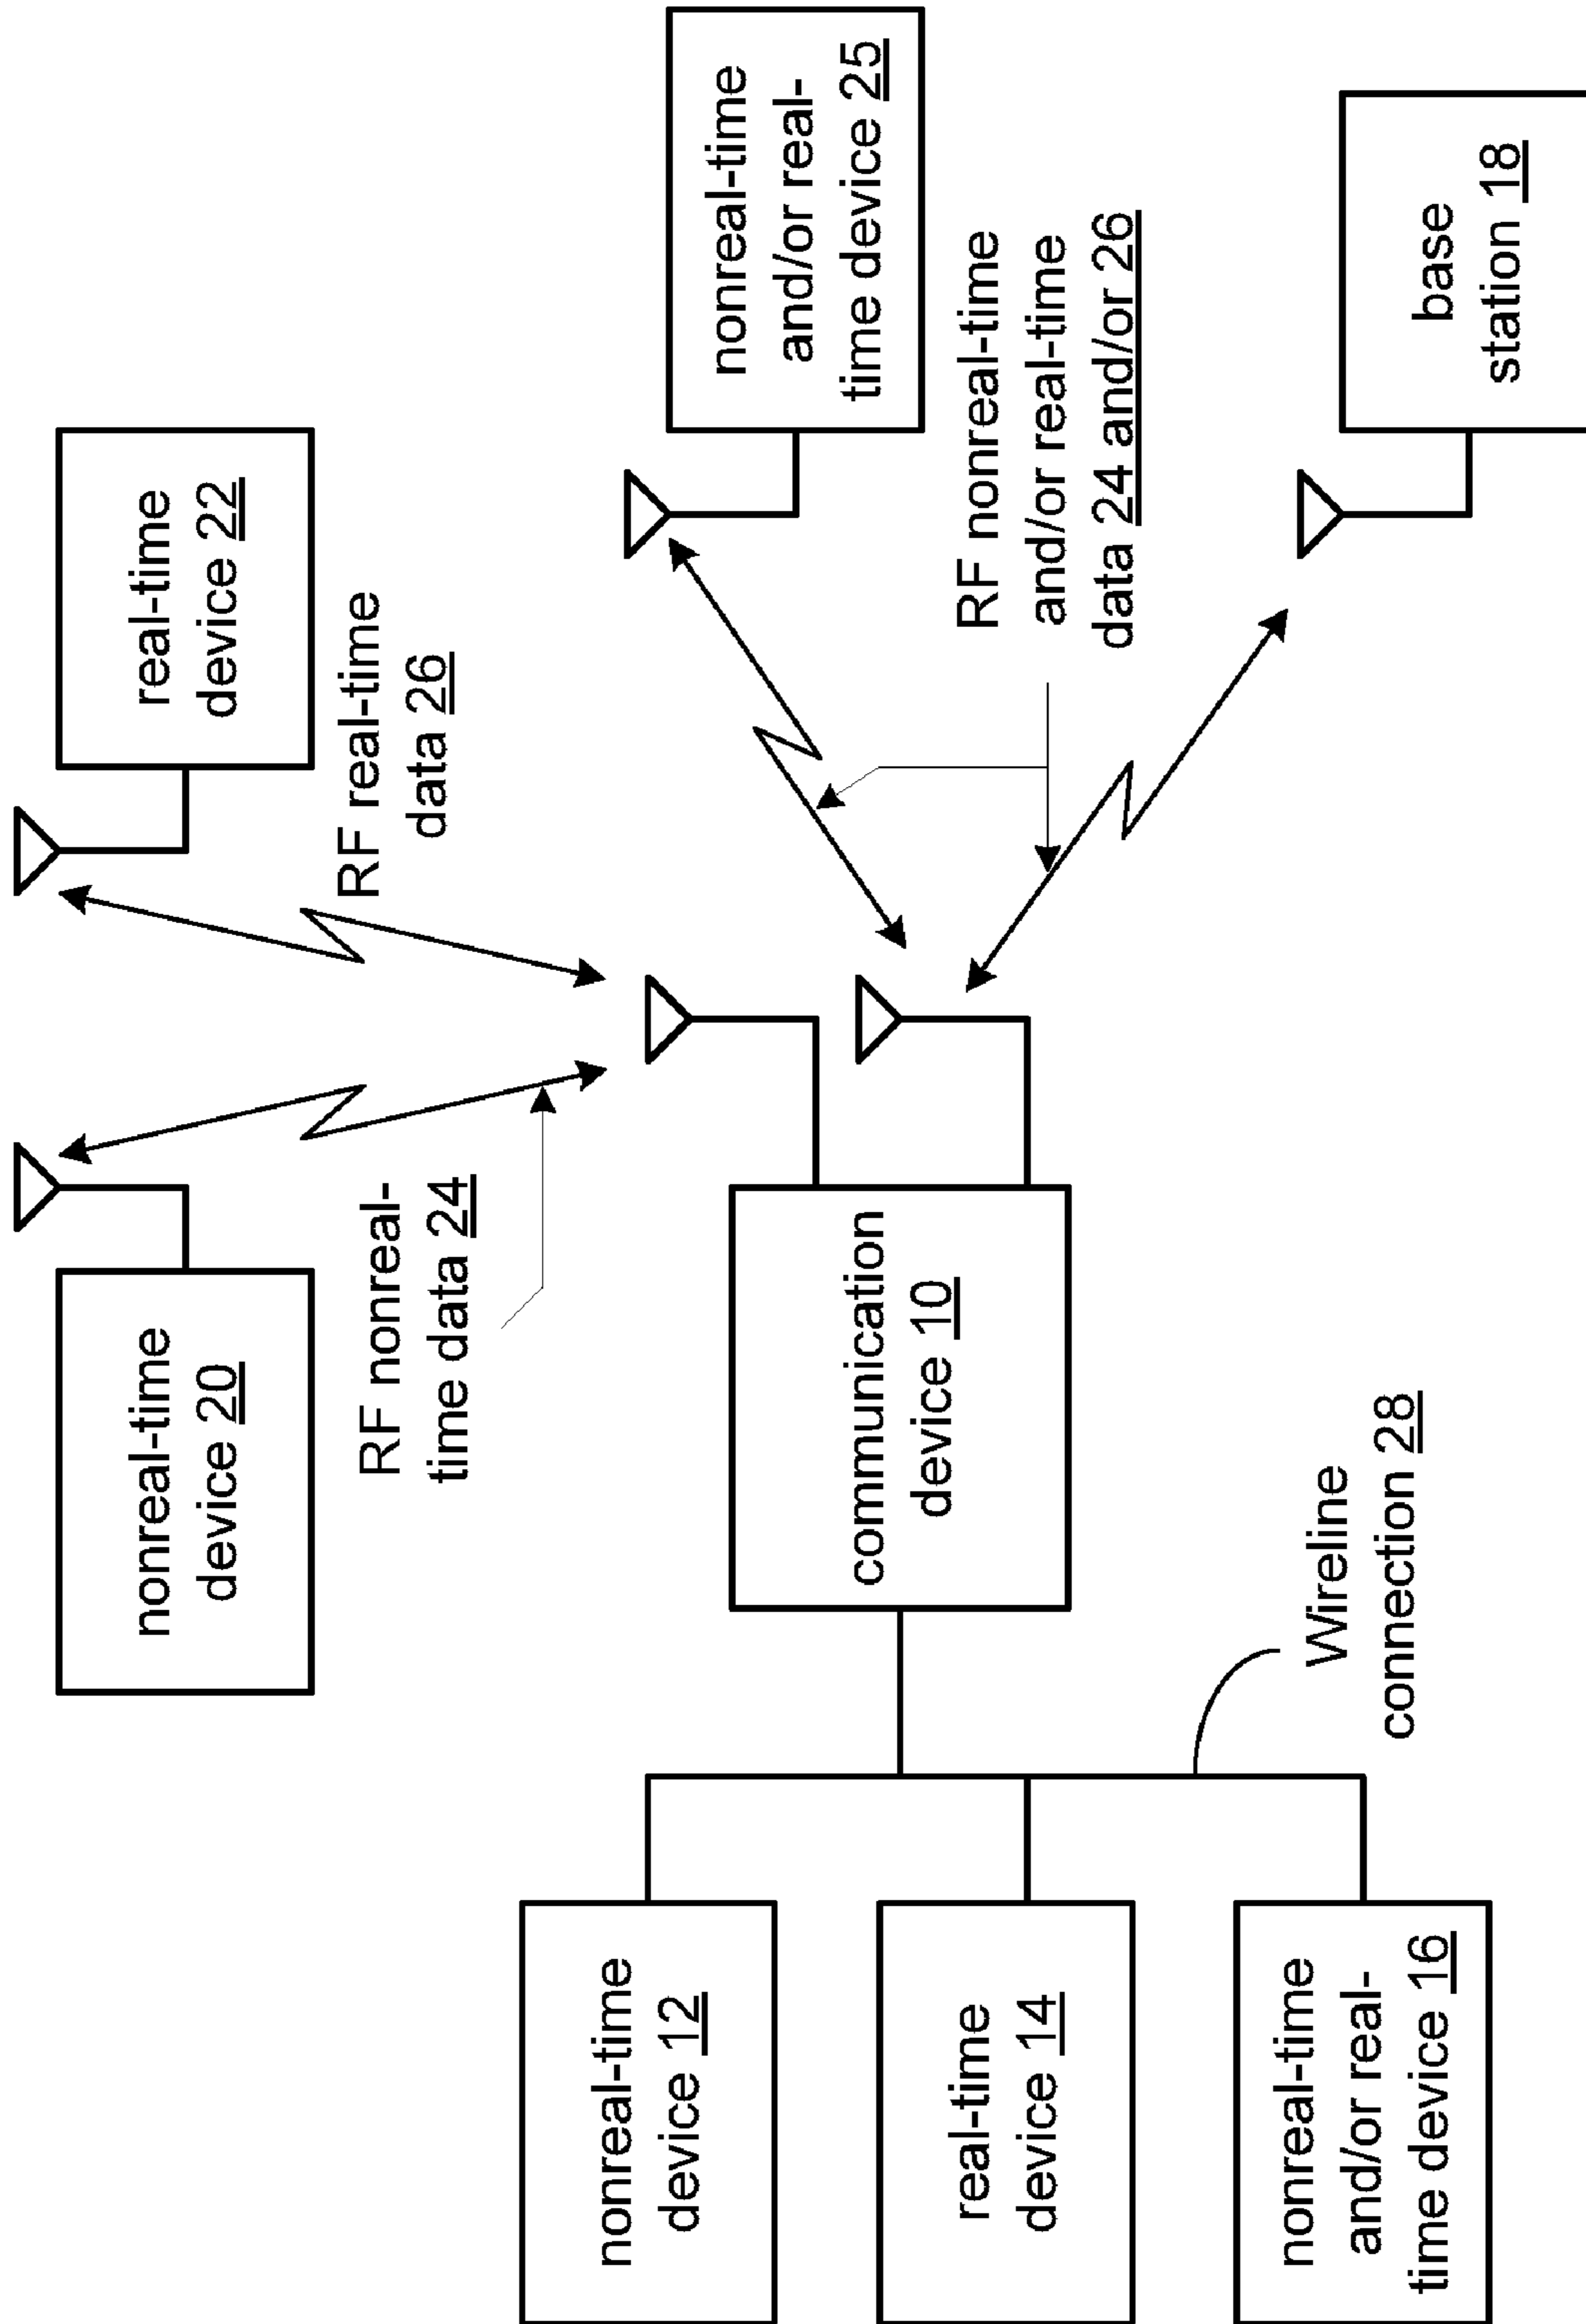 nonreal-time
device 20
real-time
device 22
RF nonreal-
time data 24
RF real-time
data 26
nonreal-time
device 12
real-time
device 14
nonreal-time
and/or real-
time device 16
communication
device 10
Wireline
connection 28
nonreal-time
and/or real-
time device 25
RF nonreal-time
and/or real-time
data 24 and/or 26
base
station 18